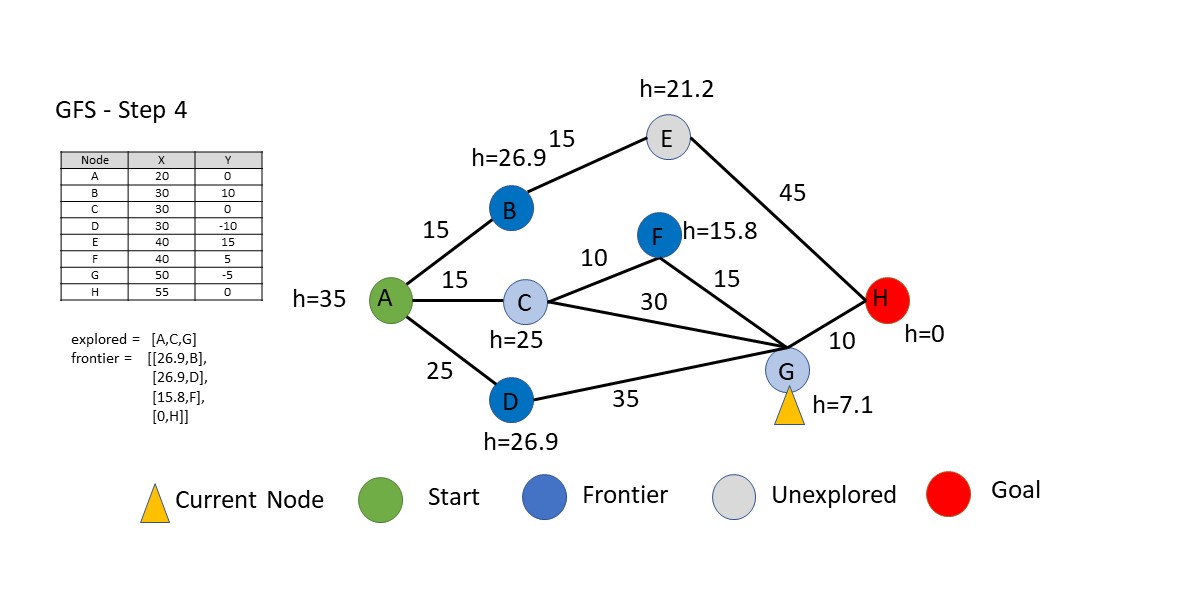 h=21.2
GFS - Step 4
15
E
h=26.9
Node X Y
A 20 0
B 30 10
C 30 0
D 30 -10
E 40 15
F 40 5
G 50 -5
H 55 0
45
B
15
F
h=15.8
10
15
15
30
h=35
A
C
H
h=25
10
h=0
explored = [A,C,G]
frontier = [[26.9,B],
[26.9,D],
[15.8,F],
[0,H]]
25
G
D
35
h=7.1
h=26.9
Current Node
Start
Frontier
Unexplored
Goal